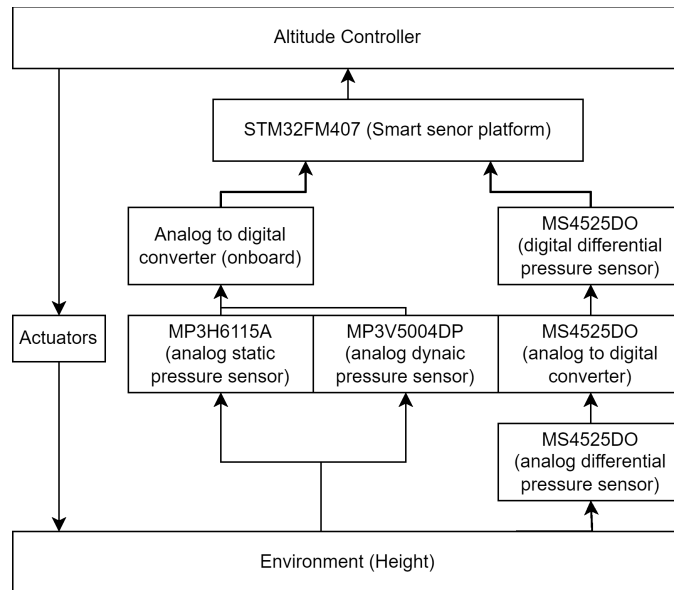 Altitude Controller
STM32FM407 (Smart senor platform)
Analog to digital
converter (onboard)
MS4525DO
(digital differential
pressure sensor)
Actuators
MP3H6115A
(analog static
pressure sensor)
MP3V5004DP
(analog dynaic
pressure sensor)
MS4525DO
(analog to digital
converter)
MS4525DO
(analog differential
pressure sensor)
Environment (Height)